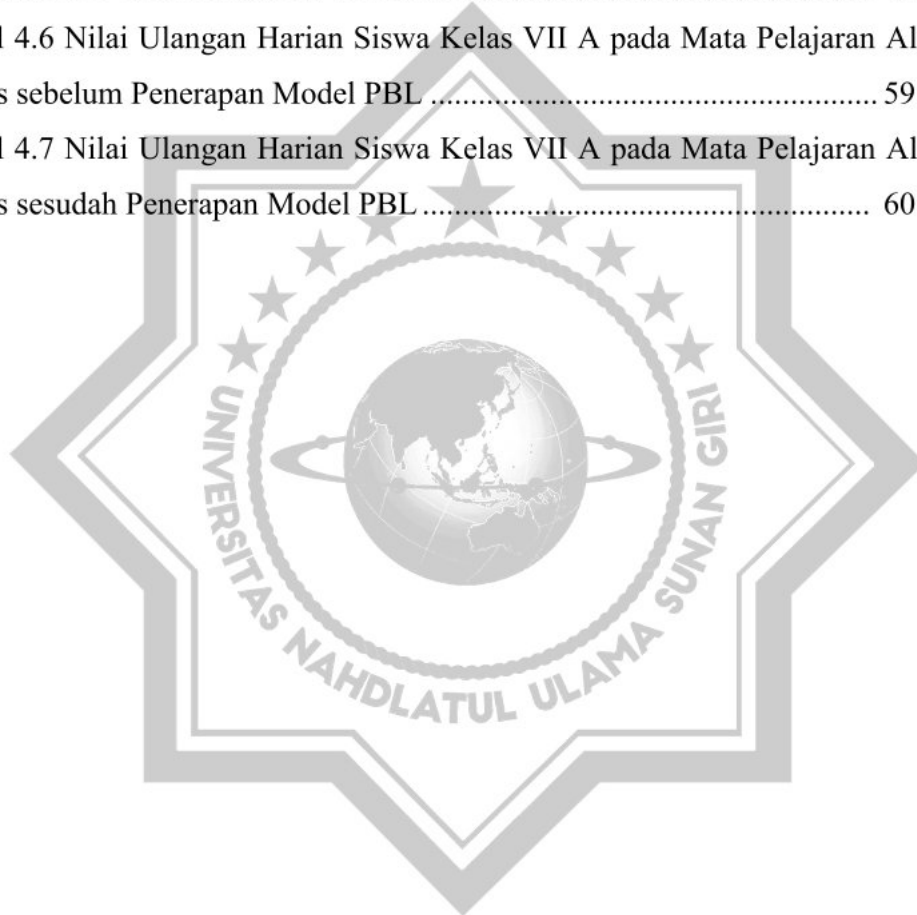 l 4.6 Nilai Ulangan Harian Siswa Kelas VII A pada Mata Pelajaran Al
s sebelum Penerapan Model PBL ............................................................ 59
l 4.7 Nilai Ulangan Harian Siswa Kelas VII A pada Mata Pelajaran Al
s sesudah Penerapan Model PBL ............................................................ 60
UNIVERSITAS NAHDLATUL ULAMA SUNAN GIRI